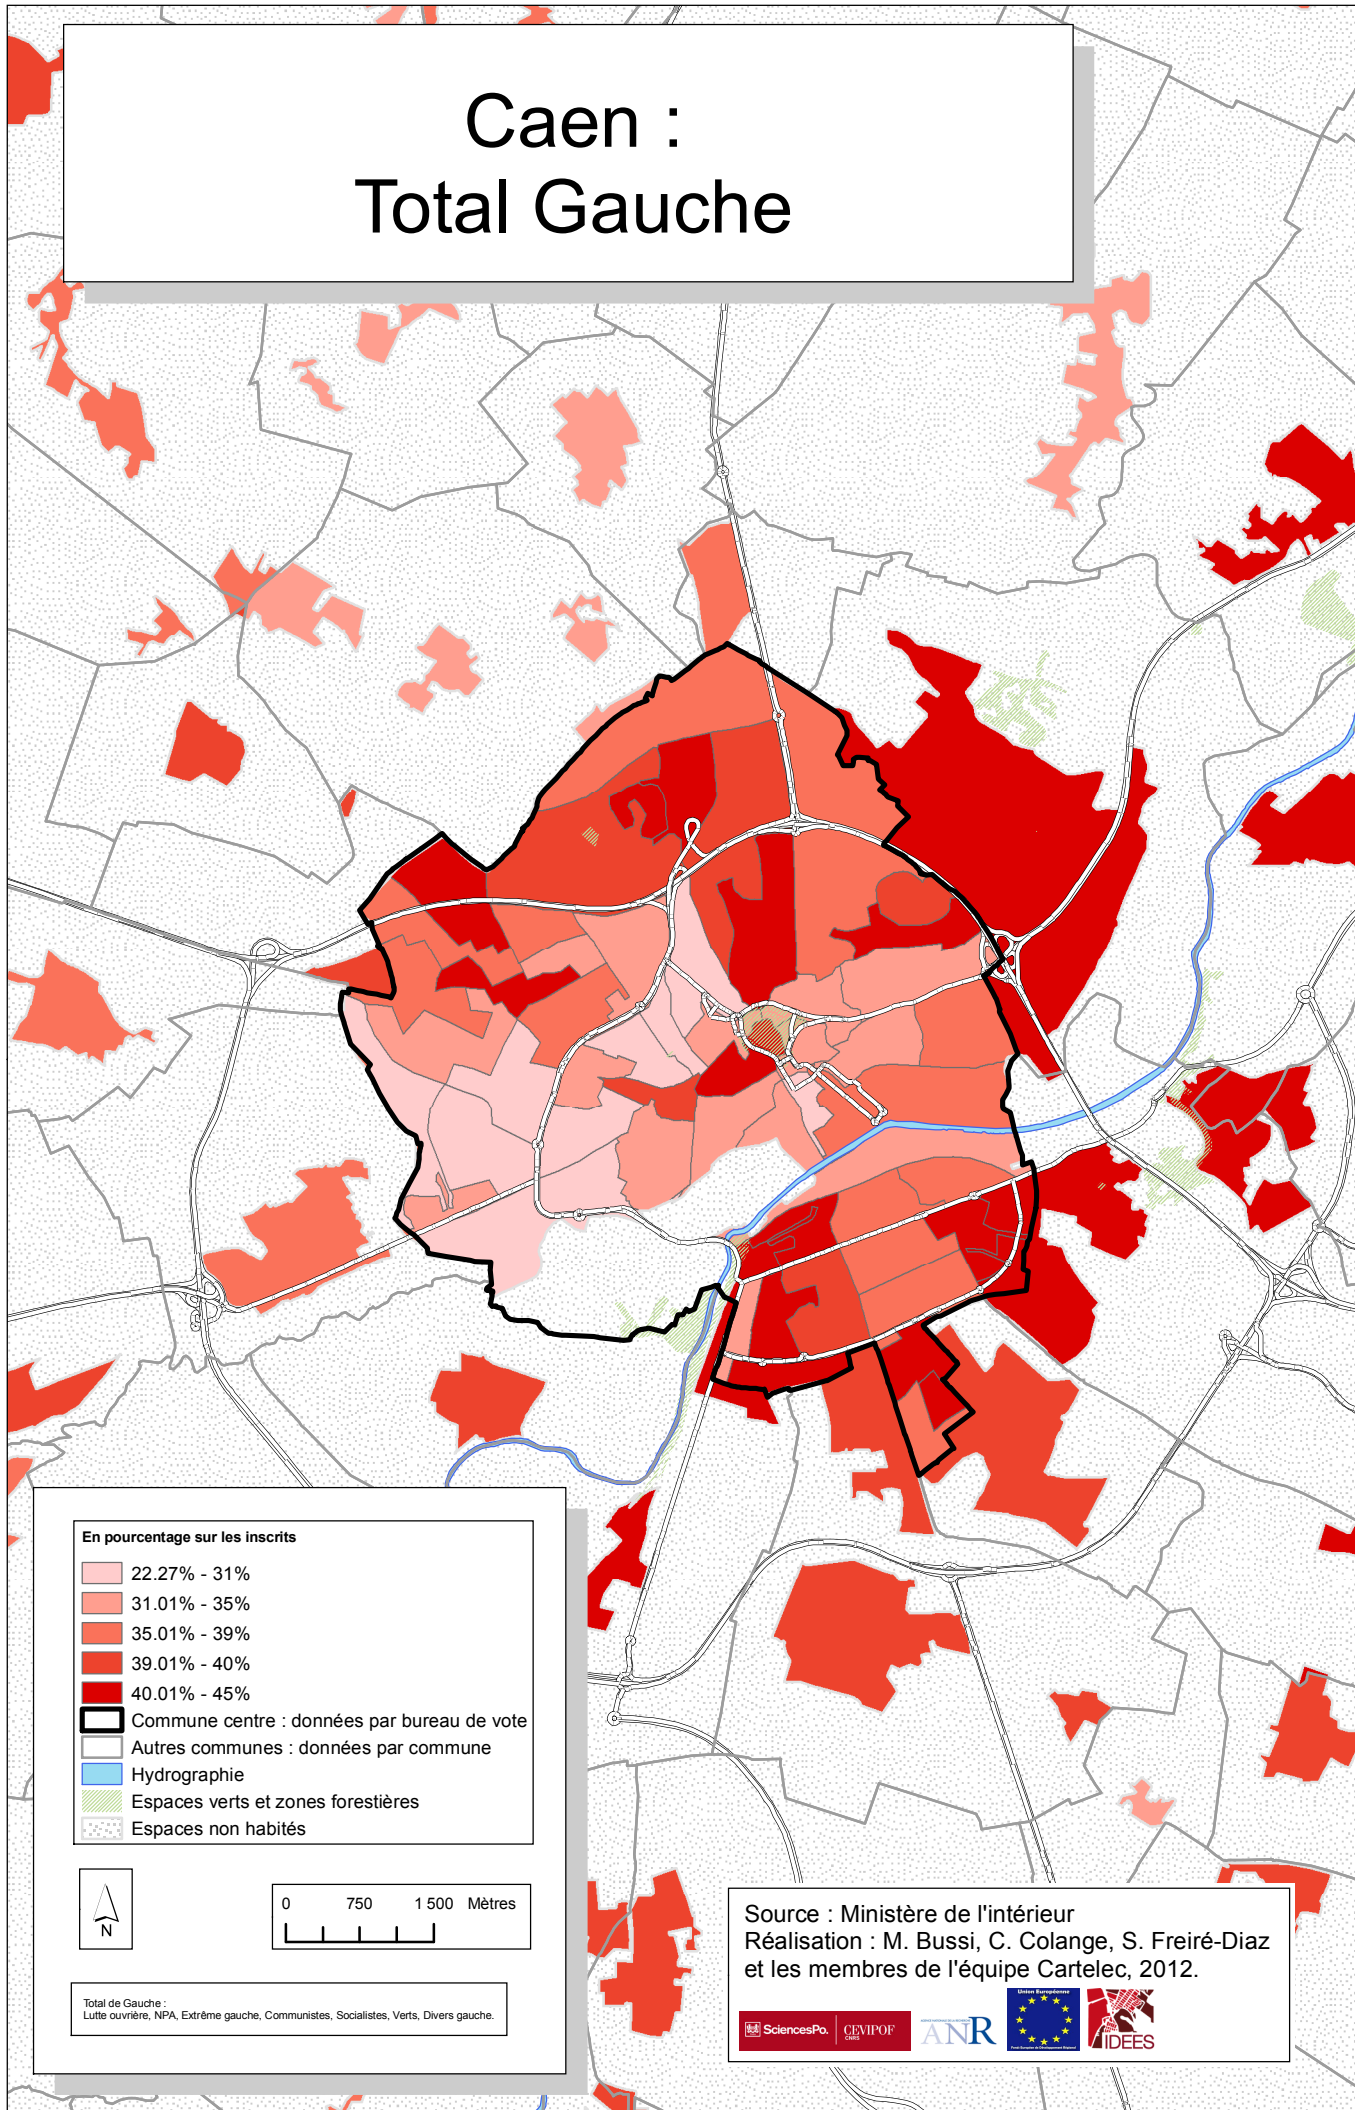 Caen :
Total Gauche
En pourcentage sur les inscrits
22.27% - 31%
31.01% - 35%
35.01% - 39%
39.01% - 40%
40.01% - 45%
Commune centre : données par bureau de vote
Autres communes : données par commune
Hydrographie
Espaces verts et zones forestières
Espaces non habités
N
0 750 1 500 Mètres
Total de Gauche :
Lutte ouvrière, NPA, Extrême gauche, Communistes, Socialistes, Verts, Divers gauche.
Source : Ministère de l'intérieur
Réalisation : M. Bussi, C. Colange, S. Freiré-Diaz
et les membres de l'équipe Cartelec, 2012.
SciencesPo. CEVIPOF
CNRS
ANR
Union Européenne
IDEES